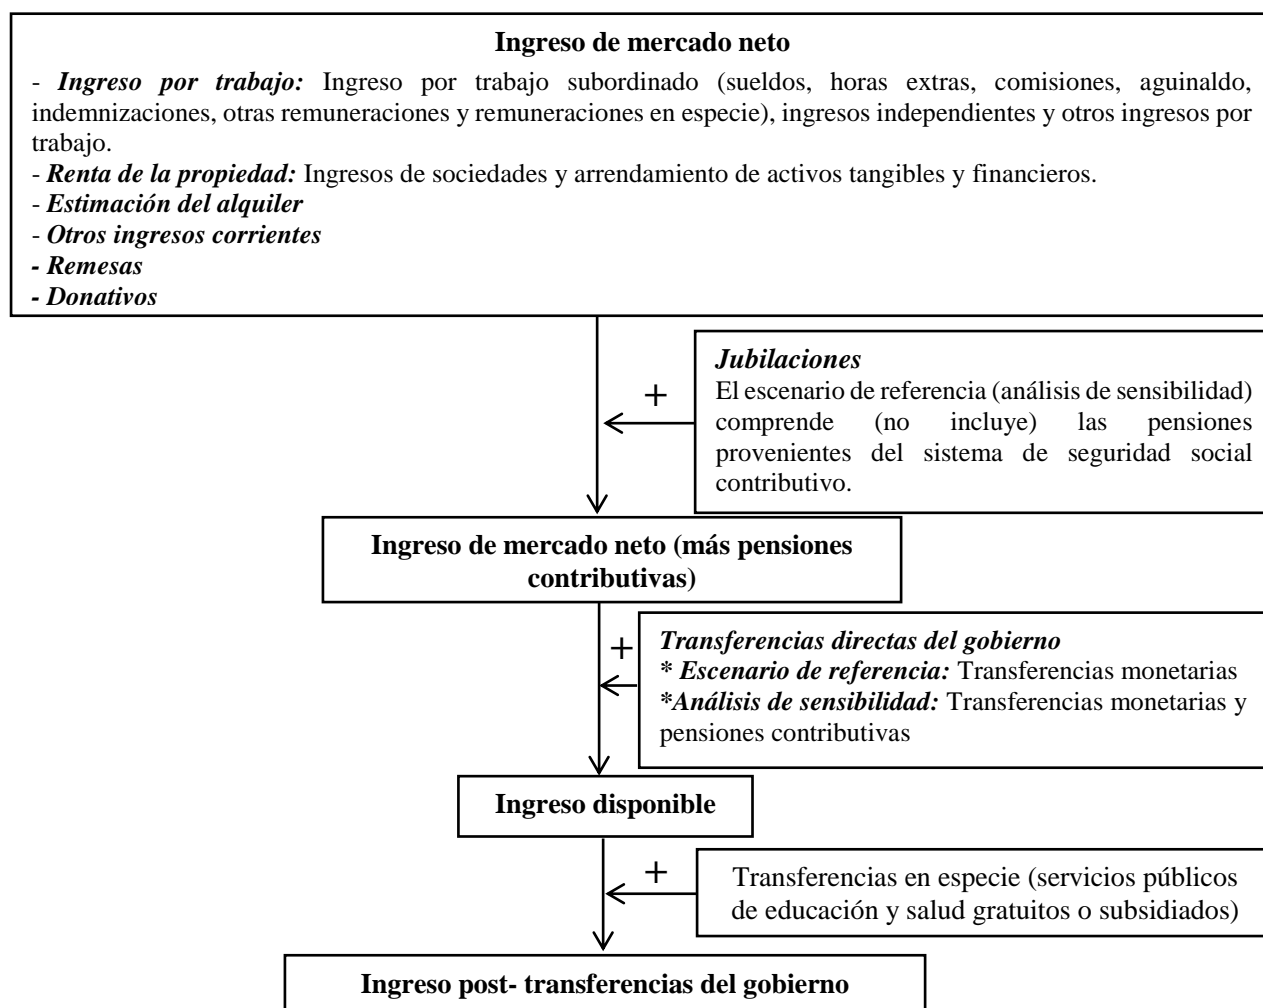 Ingreso de mercado neto
- Ingreso por trabajo: Ingreso por trabajo subordinado (sueldos, horas extras, comisiones, aguinaldo,
indemnizaciones, otras remuneraciones y remuneraciones en especie), ingresos independientes y otros ingresos por
trabajo.
- Renta de la propiedad: Ingresos de sociedades y arrendamiento de activos tangibles y financieros.
- Estimación del alquiler
- Otros ingresos corrientes
- Remesas
- Donativos
+
Jubilaciones
El escenario de referencia (análisis de sensibilidad)
comprende (no incluye) las pensiones
provenientes del sistema de seguridad social
contributivo.
Ingreso de mercado neto (más pensiones
contributivas)
+
Transferencias directas del gobierno
* Escenario de referencia: Transferencias monetarias
*Análisis de sensibilidad: Transferencias monetarias y
pensiones contributivas
Ingreso disponible
+
Transferencias en especie (servicios públicos
de educación y salud gratuitos o subsidiados)
Ingreso post- transferencias del gobierno